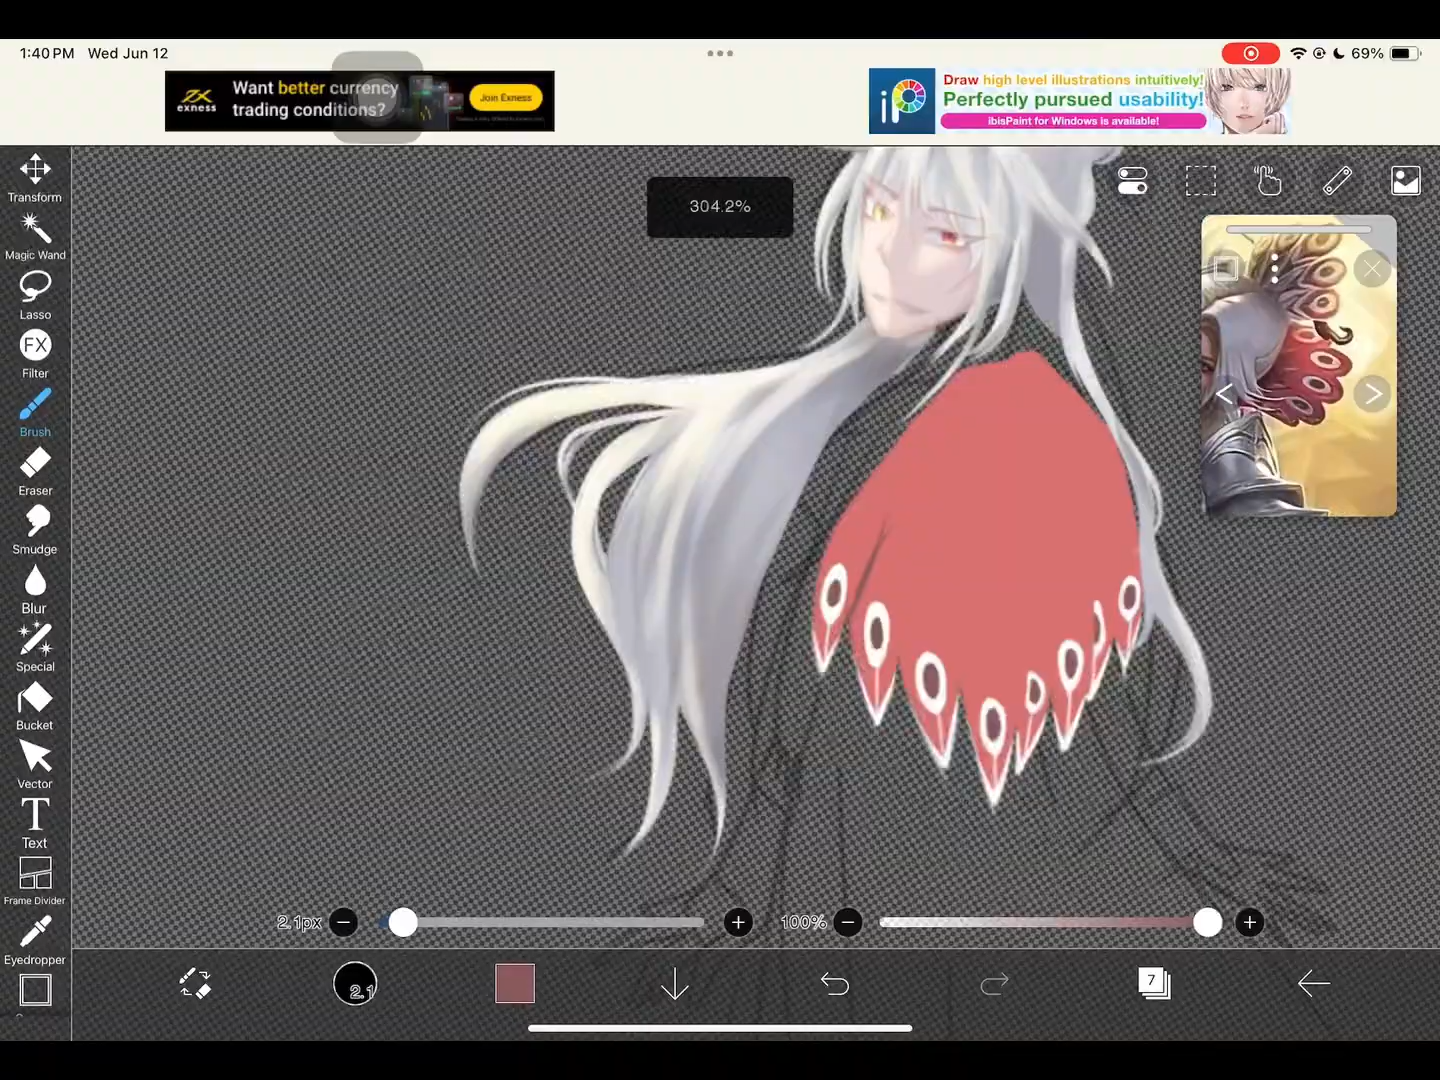 1:40 PM Wed Jun 12
69%
exness
Want better currency
trading conditions?
Join Exness
iP
Draw high level illustrations intuitively!
Perfectly pursued usability!
ibisPaint for Windows is available!
Transform
Magic Wand
Lasso
FX
Filter
Brush
Eraser
Smudge
Blur
Special
Bucket
Vector
T
Text
Frame Divider
Eyedropper
304.2%
2.1px
100%
2.1
7